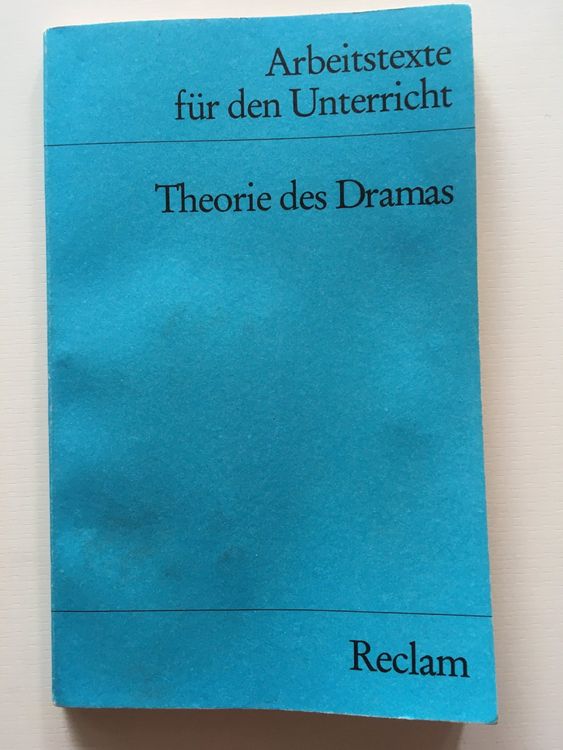 Arbeitstexte
für den Unterricht
Theorie des Dramas
Reclam